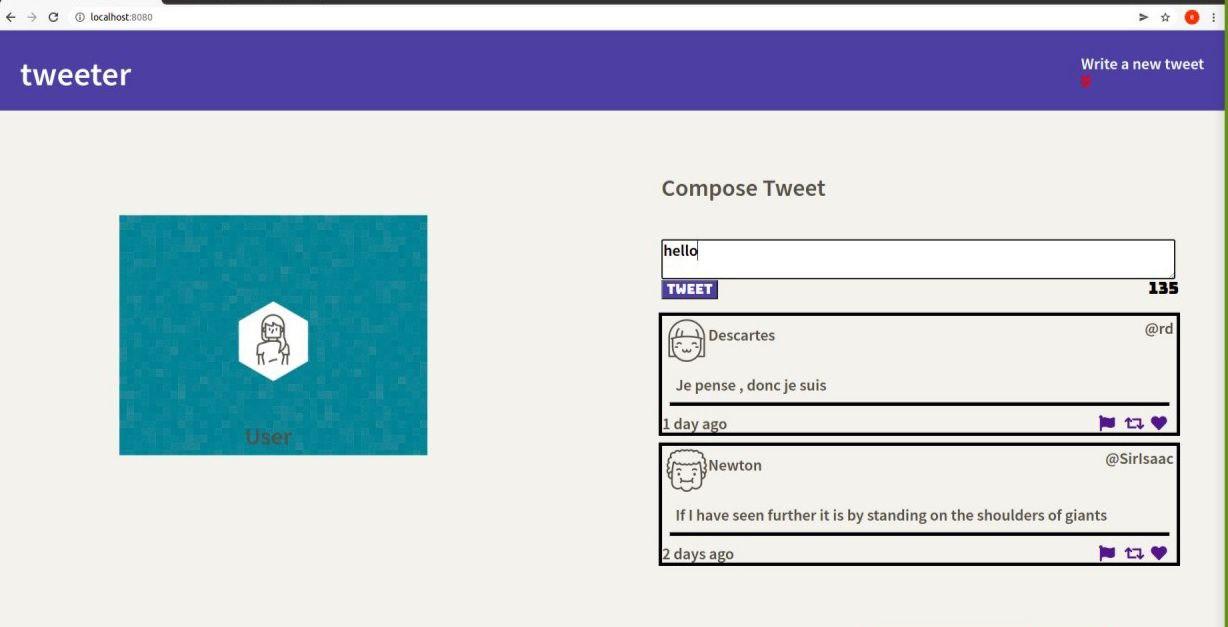 localhost:8080
tweeter
Write a new tweet
Compose Tweet
hello
TWEET
135
User
Descartes
@rd
Je pense , donc je suis
1 day ago
Newton
@SirIsaac
If I have seen further it is by standing on the shoulders of giants
2 days ago